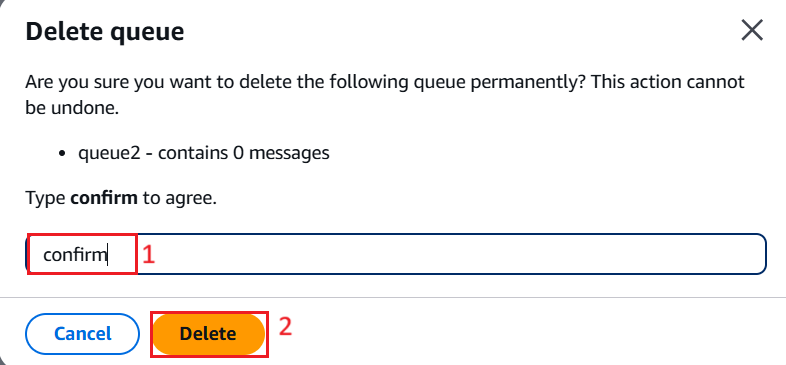 Delete queue
Are you sure you want to delete the following queue permanently? This action cannot
be undone.
• queue2 - contains 0 messages
Type confirm to agree.
confirm
1
Cancel
Delete
2